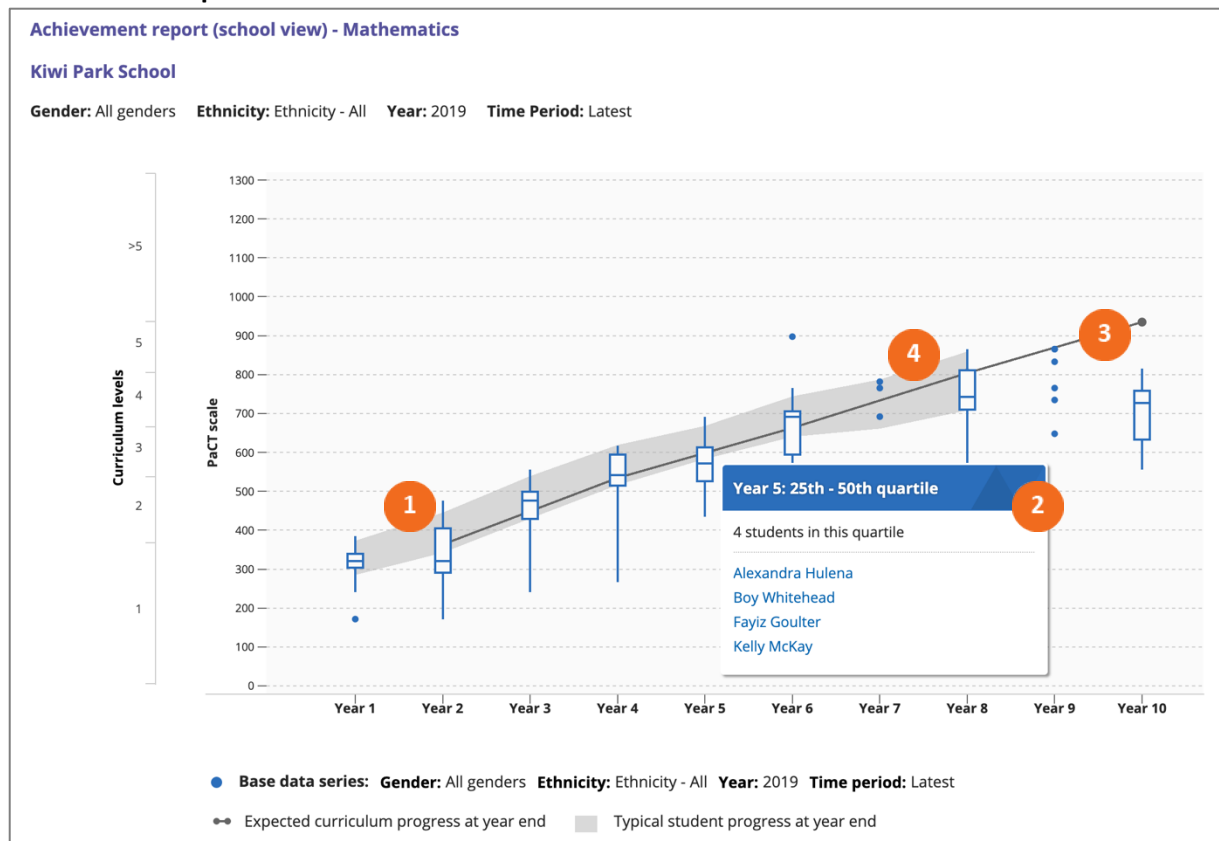 Achievement report (school view) - Mathematics
Kiwi Park School
Gender: All genders Ethnicity: Ethnicity - All Year: 2019 Time Period: Latest
Curriculum levels
>5
5
4
3
2
1
PaCT scale
1300
1200
1100
1000
900
800
700
600
500
400
300
200
100
0
1
2
3
4
Year 5: 25th - 50th quartile
4 students in this quartile
Alexandra Hulena
Boy Whitehead
Fayiz Goulter
Kelly McKay
Year 1 Year 2 Year 3 Year 4 Year 5 Year 6 Year 7 Year 8 Year 9 Year 10
Base data series: Gender: All genders Ethnicity: Ethnicity - All Year: 2019 Time period: Latest
Expected curriculum progress at year end Typical student progress at year end